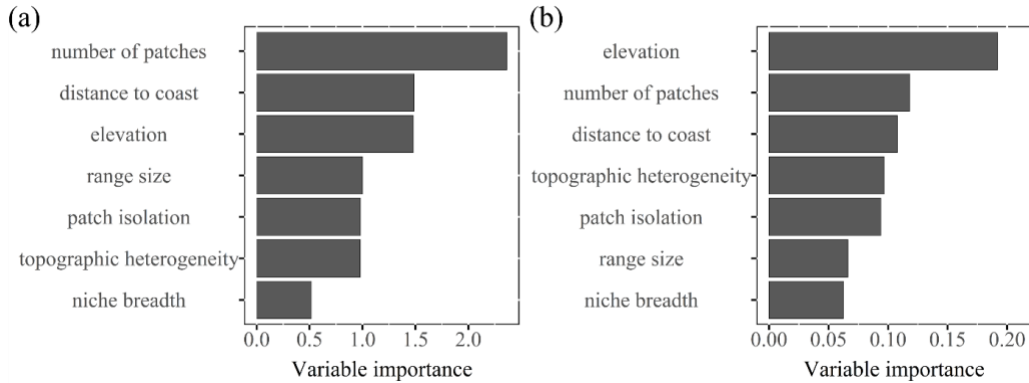 (a)
number of patches
distance to coast
elevation
range size
patch isolation
topographic heterogeneity
niche breadth
0.0 0.5 1.0 1.5 2.0
Variable importance
(b)
elevation
number of patches
distance to coast
topographic heterogeneity
patch isolation
range size
niche breadth
0.00 0.05 0.10 0.15 0.20
Variable importance